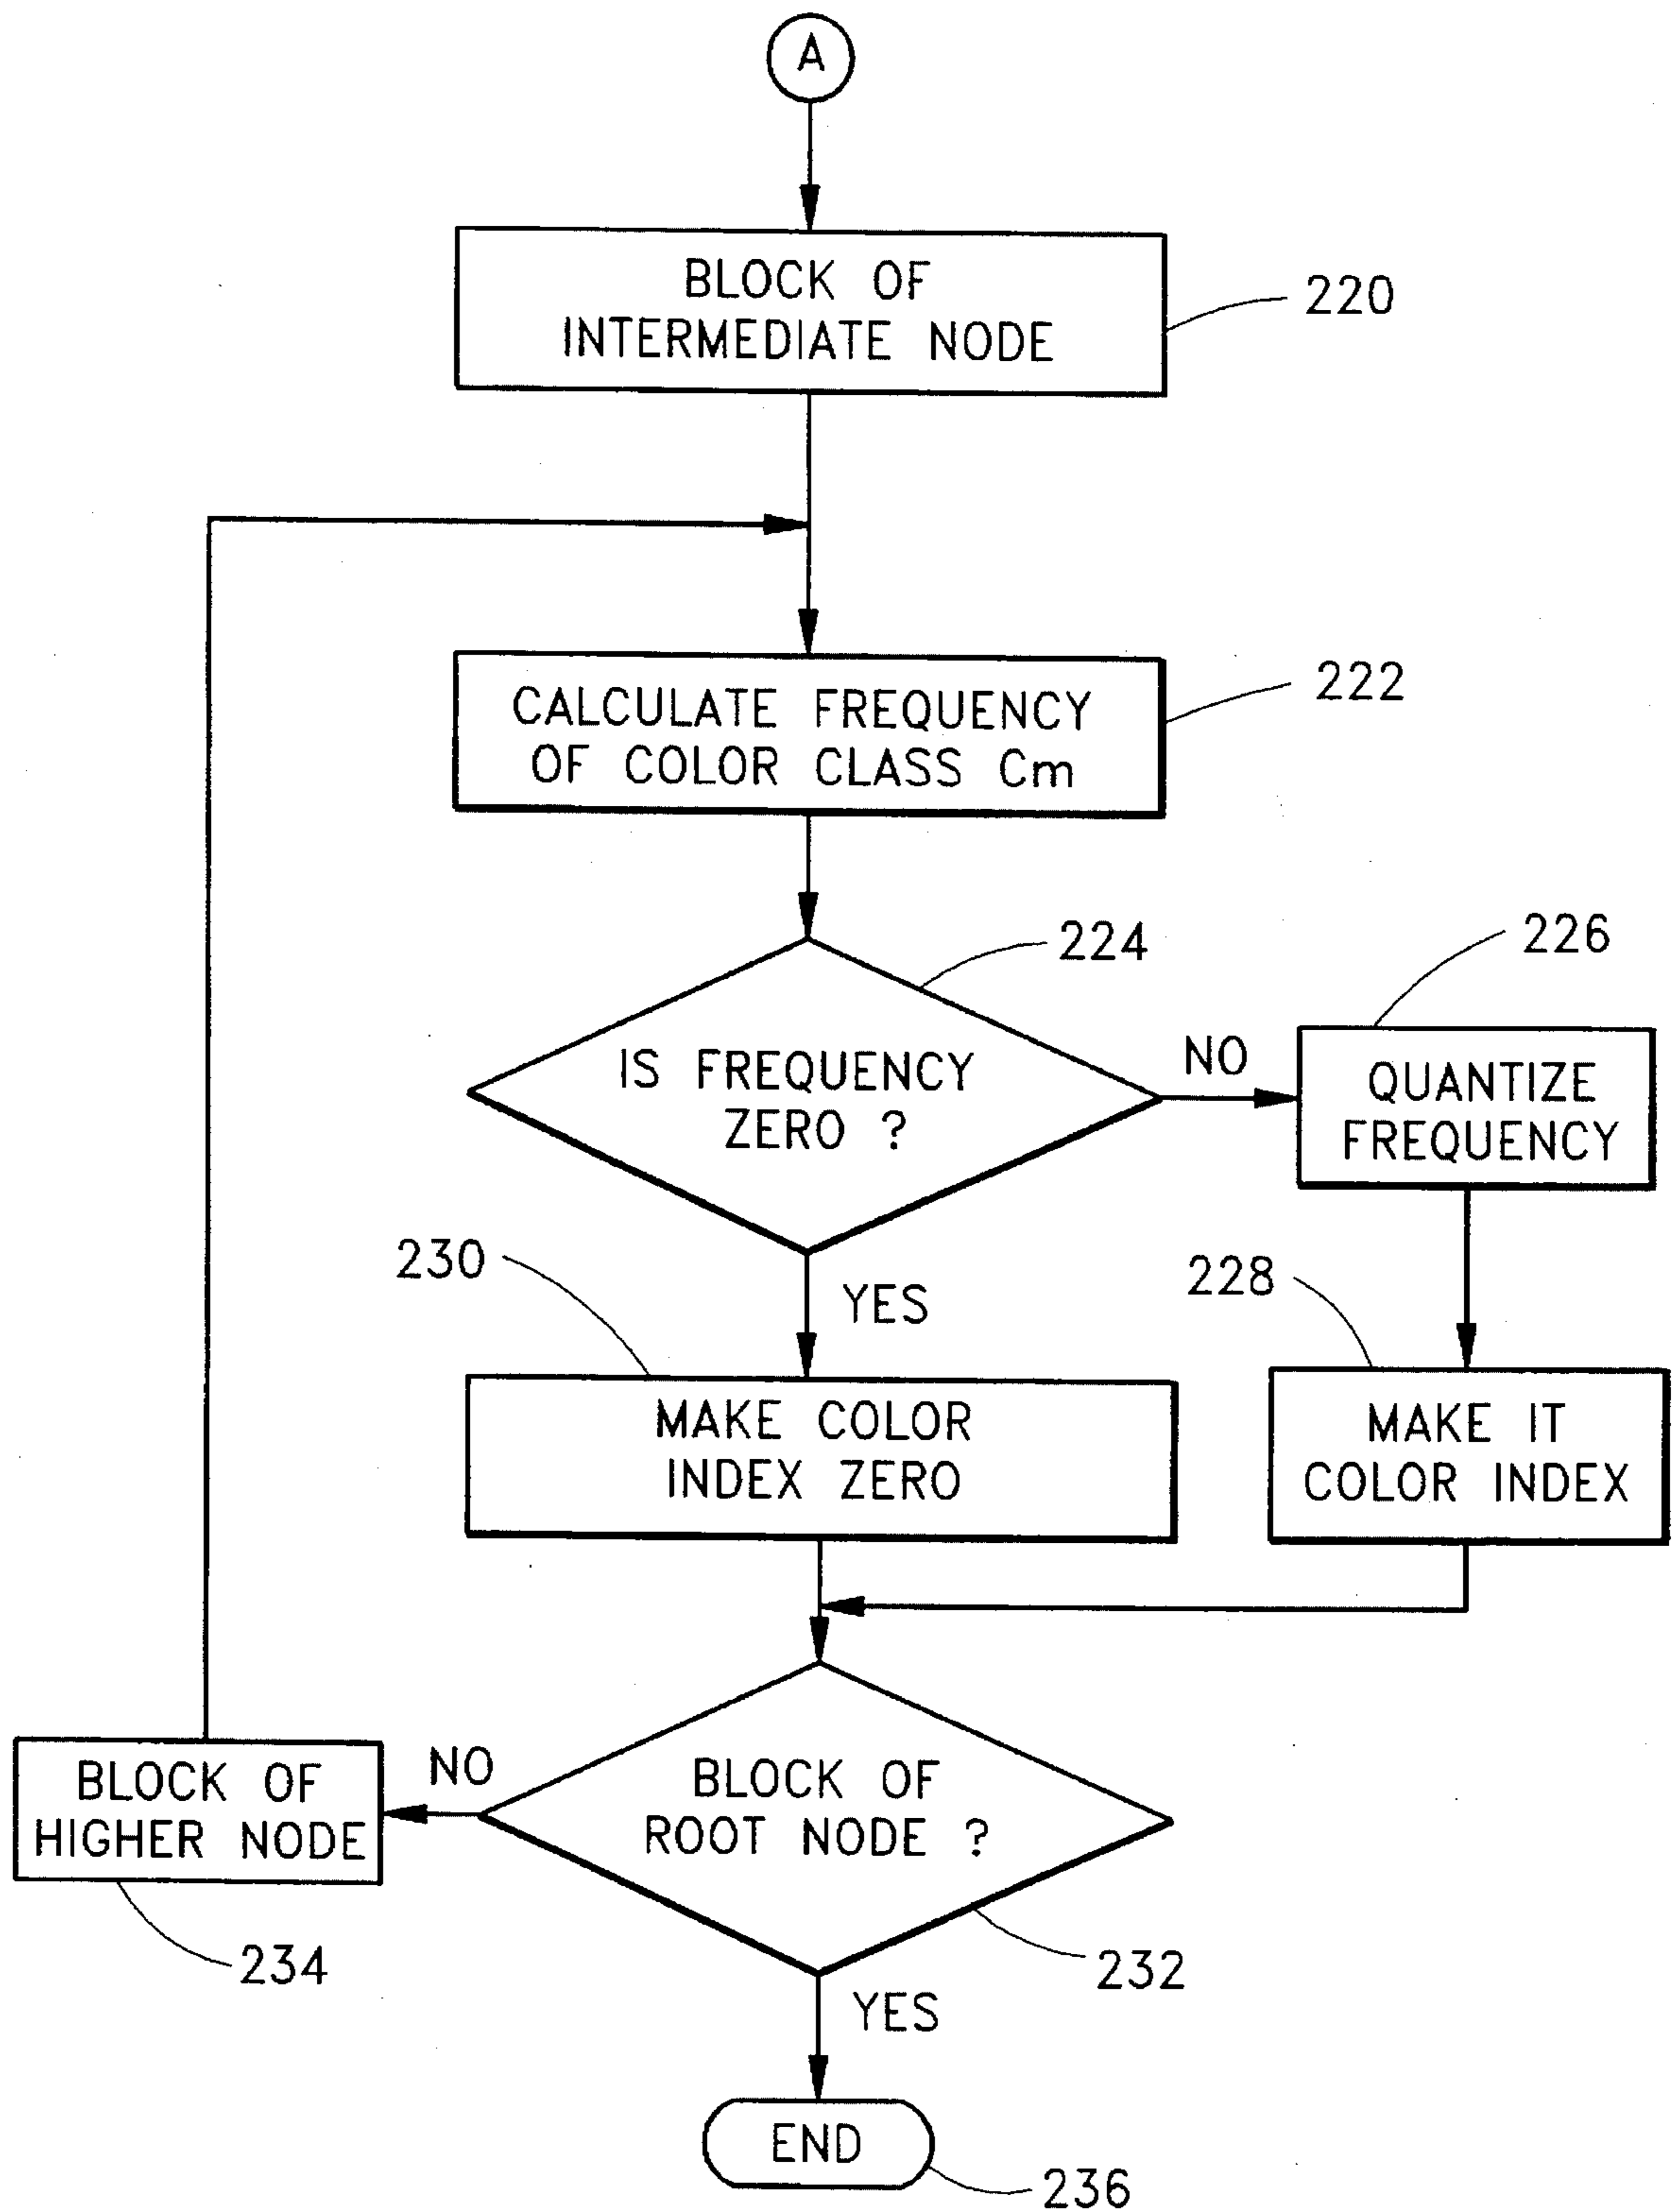 A
BLOCK OF
INTERMEDIATE NODE
220
CALCULATE FREQUENCY
OF COLOR CLASS Cm
222
224
226
IS FREQUENCY
ZERO ?
NO
QUANTIZE
FREQUENCY
230
YES
228
MAKE COLOR
INDEX ZERO
MAKE IT
COLOR INDEX
BLOCK OF
HIGHER NODE
NO
BLOCK OF
ROOT NODE ?
234
232
YES
END
236